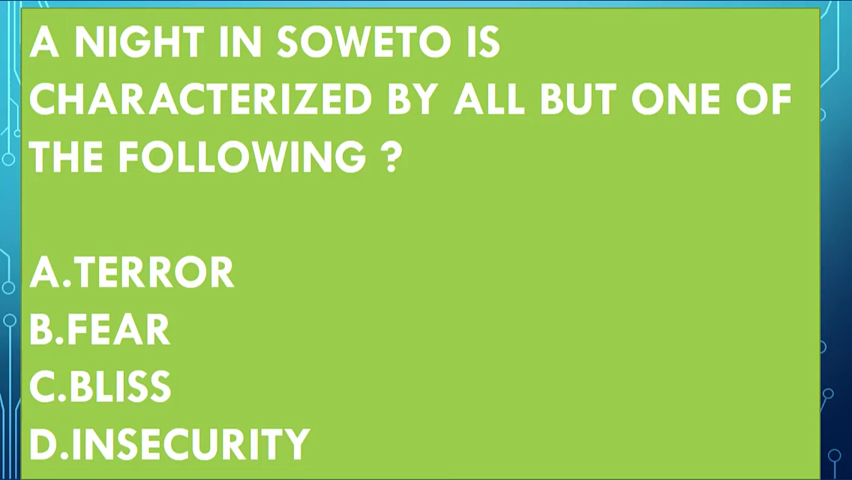 A NIGHT IN SOWETO IS
CHARACTERIZED BY ALL BUT ONE OF
THE FOLLOWING ?
A.TERROR
B.FEAR
C.BLISS
D.INSECURITY